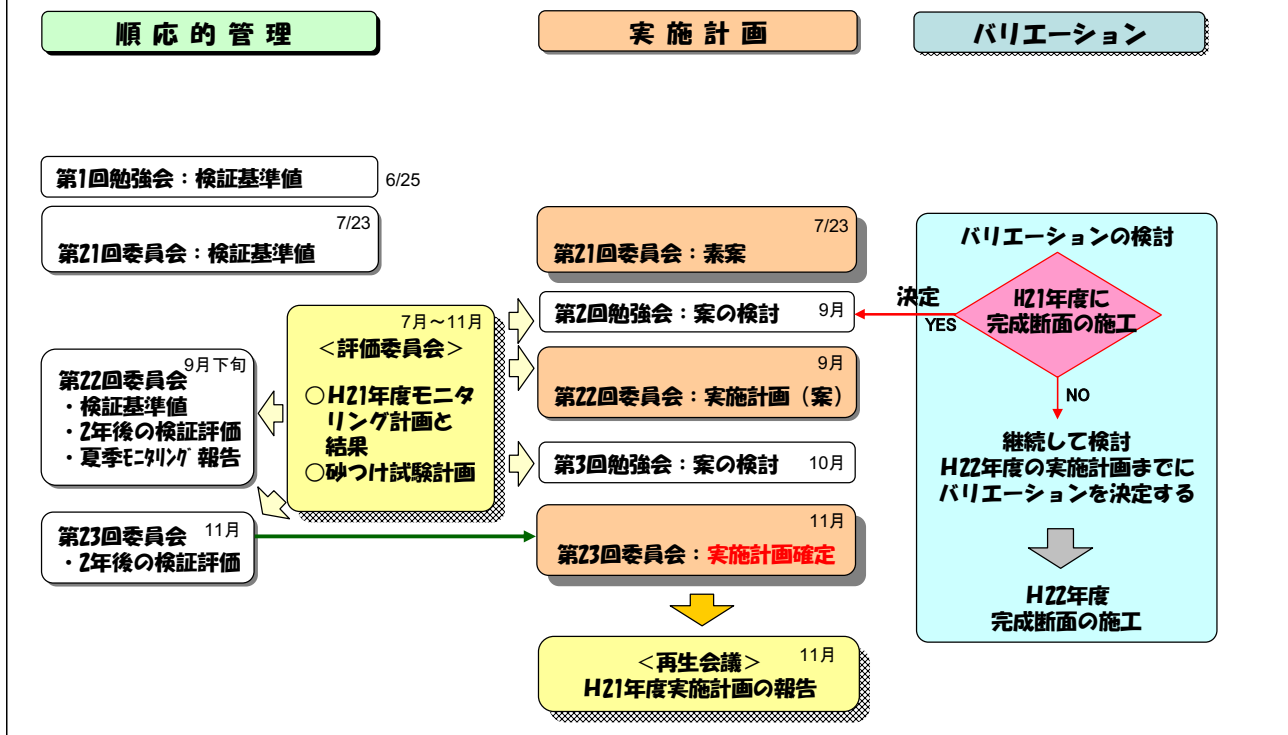 順応的管理
実施計画
バリエーション
第1回勉強会：検証基準値
6/25
7/23
第21回委員会：検証基準値
7/23
第21回委員会：素案
バリエーションの検討
H21年度に
完成断面の施工
決定
YES
NO
継続して検討
H22年度の実施計画までに
バリエーションを決定する
H22年度
完成断面の施工
7月～11月
＜評価委員会＞
○H21年度モニタ
リング計画と
結果
○砂つけ試験計画
第2回勉強会：案の検討
9月
9月
第22回委員会：実施計画（案）
第3回勉強会：案の検討
10月
9月下旬
第22回委員会
・検証基準値
・2年後の検証評価
・夏季ﾓﾆﾀﾘﾝｸﾞ報告
第23回委員会
11月
・2年後の検証評価
11月
第23回委員会：実施計画確定
＜再生会議＞
11月
H21年度実施計画の報告